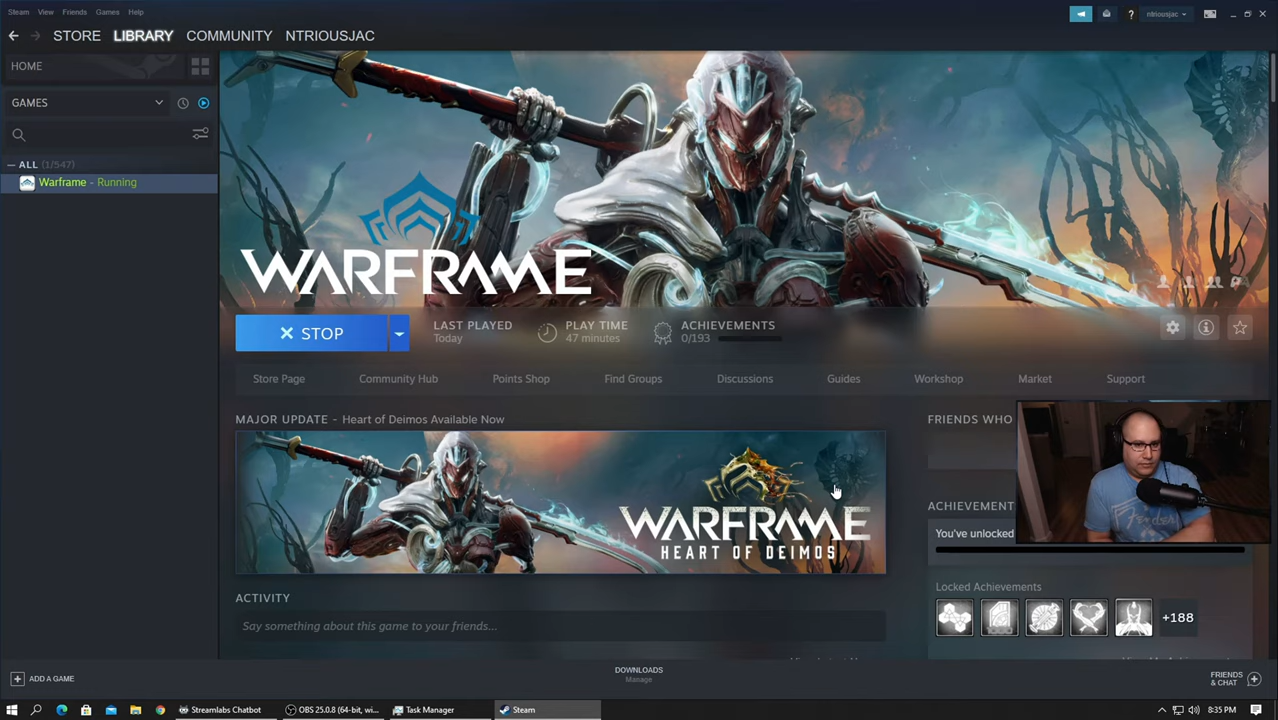 Steam View Friends Games Help
ntriousjac
STORE LIBRARY COMMUNITY NTRIOUSJAC
HOME
GAMES
ALL (1/547)
Warframe - Running
WARFRAME
STOP
LAST PLAYED
Today
PLAY TIME
47 minutes
ACHIEVEMENTS
0/193
Store Page Community Hub Points Shop Find Groups Discussions Guides Workshop Market Support
MAJOR UPDATE - Heart of Deimos Available Now
FRIENDS WHO
WARFRAME
HEART OF DEIMOS
ACHIEVEMEN
You've unlocked
Locked Achievements
+188
ACTIVITY
Say something about this game to your friends...
Fender
ADD A GAME
DOWNLOADS
Manage
FRIENDS
& CHAT
Streamlabs Chatbot
OBS 25.0.8 (64-bit, wi...
Task Manager
Steam
8:35 PM